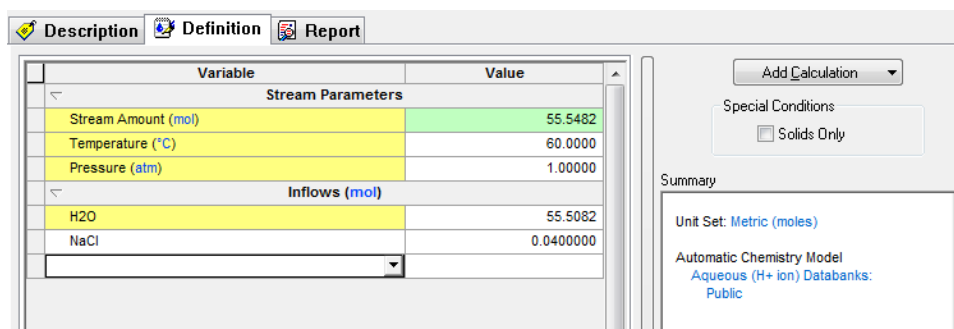 Description Definition Report
Variable Value
Stream Parameters
Stream Amount (mol) 55.5482
Temperature (°C) 60.0000
Pressure (atm) 1.00000
Inflows (mol)
H2O 55.5082
NaCl 0.0400000
Add Calculation
Special Conditions
Solids Only
Summary
Unit Set: Metric (moles)
Automatic Chemistry Model
Aqueous (H+ ion) Databanks:
Public